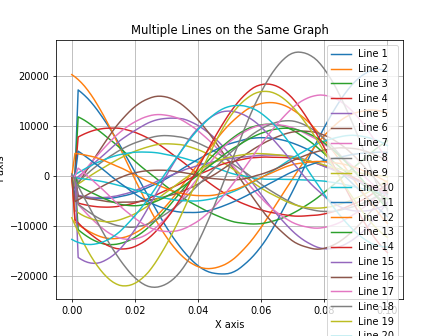 Multiple Lines on the Same Graph
20000
10000
0
−10000
−20000
0.00
0.02
0.04
0.06
X axis
Line 1
Line 2
Line 3
Line 4
Line 5
Line 6
Line 7
Line 8
Line 9
Line 10
Line 11
Line 12
Line 13
Line 14
Line 15
Line 16
Line 17
Line 18
Line 19
Line 20